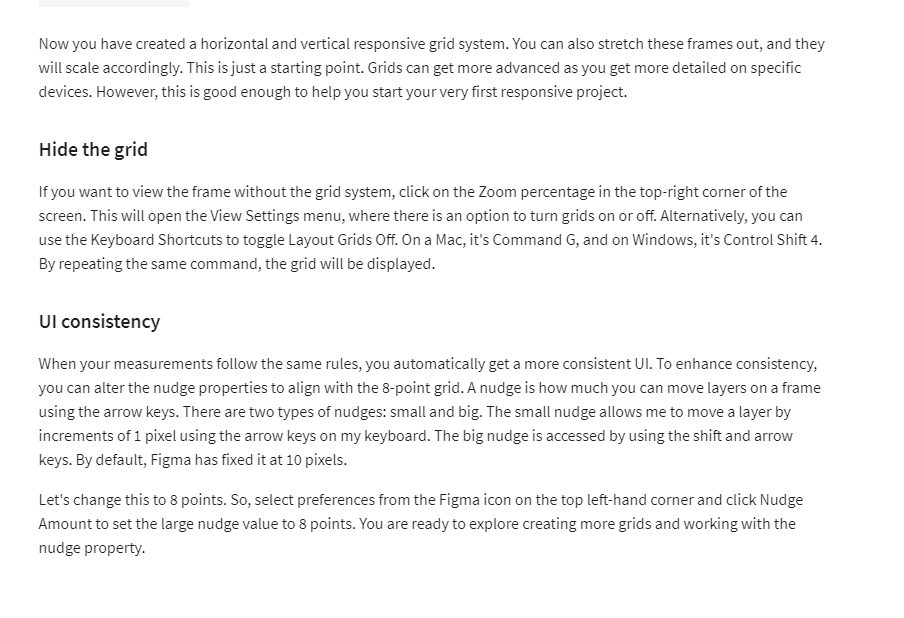 Now you have created a horizontal and vertical responsive grid system. You can also stretch these frames out, and they
will scale accordingly. This is just a starting point. Grids can get more advanced as you get more detailed on specific
devices. However, this is good enough to help you start your very first responsive project.
Hide the grid
If you want to view the frame without the grid system, click on the Zoom percentage in the top-right corner of the
screen. This will open the View Settings menu, where there is an option to turn grids on or off. Alternatively, you can
use the Keyboard Shortcuts to toggle Layout Grids Off. On a Mac, it's Command G, and on Windows, it's Control Shift 4.
By repeating the same command, the grid will be displayed.
UI consistency
When your measurements follow the same rules, you automatically get a more consistent UI. To enhance consistency,
you can alter the nudge properties to align with the 8-point grid. A nudge is how much you can move layers on a frame
using the arrow keys. There are two types of nudges: small and big. The small nudge allows me to move a layer by
increments of 1 pixel using the arrow keys on my keyboard. The big nudge is accessed by using the shift and arrow
keys. By default, Figma has fixed it at 10 pixels.
Let's change this to 8 points. So, select preferences from the Figma icon on the top left-hand corner and click Nudge
Amount to set the large nudge value to 8 points. You are ready to explore creating more grids and working with the
nudge property.